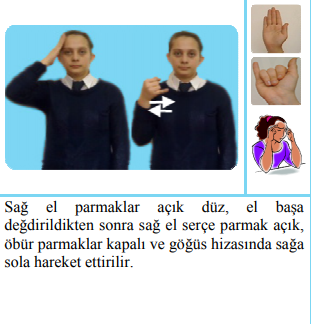 Sağ el parmaklar açık düz, el başa
değdirildikten sonra sağ el serçe parmak açık,
öbür parmaklar kapalı ve göğüs hizasında sağa
sola hareket ettirilir.